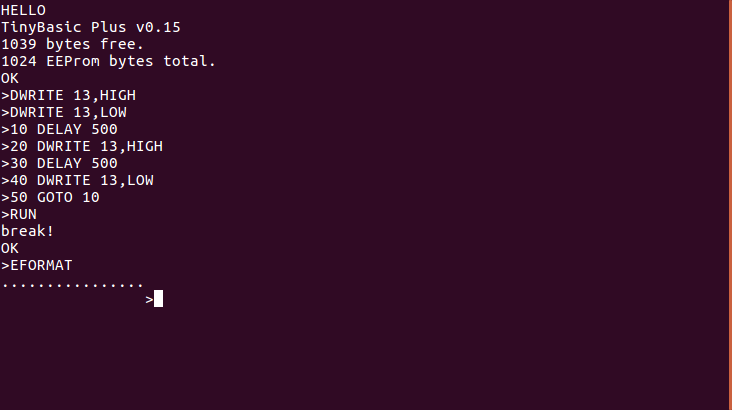 HELLO
TinyBasic Plus v0.15
1039 bytes free.
1024 EEProm bytes total.
OK
>DWRITE 13,HIGH
>DWRITE 13,LOW
>10 DELAY 500
>20 DWRITE 13,HIGH
>30 DELAY 500
>40 DWRITE 13,LOW
>50 GOTO 10
>RUN
break!
OK
>EFORMAT
................
>